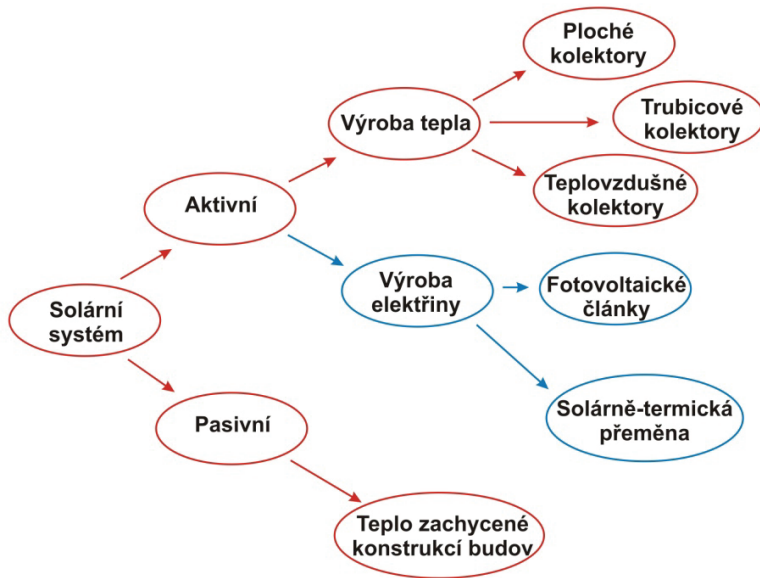 Ploché
kolektory
Výroba tepla
Trubicové
kolektory
Teplovzdušné
kolektory
Aktivní
Výroba
elektřiny
Fotovoltaické
články
Solární
systém
Solárně-termická
přeměna
Pasivní
Teplo zachycené
konstrukcí budov